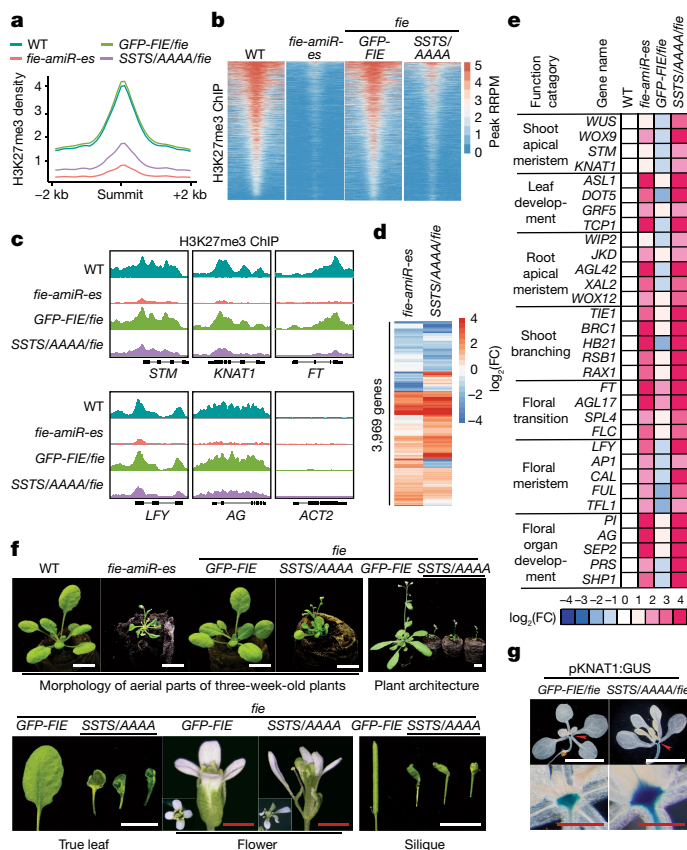 a
WT
GFP-FIE/fie
fie-amiR-es
SSTS/AAAA/fie
H3K27me3 density
4
3
2
1
−2 kb
Summit
+2 kb
b
fie
WT
fie-amiR-es
GFP-FIE
SSTS/AAAA
H3K27me3 ChIP
5
4
3
2
1
0
Peak RRPM
c
H3K27me3 ChIP
WT
fie-amiR-es
GFP-FIE/fie
SSTS/AAAA/fie
STM
KNAT1
FT
WT
fie-amiR-es
GFP-FIE/fie
SSTS/AAAA/fie
LFY
AG
ACT2
d
fie-amiR-es
SSTS/AAAA/fie
3,969 genes
4
2
0
−2
−4
log2(FC)
e
Function catagory
Gene name
WT
fie-amiR-es
GFP-FIE/fie
SSTS/AAAA/fie
Shoot apical meristem
WUS
WOX9
STM
KNAT1
Leaf develop-ment
ASL1
DOT5
GRF5
TCP1
Root apical meristem
WIP2
JKD
AGL42
XAL2
WOX12
Shoot branching
TIE1
BRC1
HB21
RSB1
RAX1
Floral transition
FT
AGL17
SPL4
FLC
Floral meristem
LFY
AP1
CAL
FUL
TFL1
Floral organ develop-ment
PI
AG
SEP2
PRS
SHP1
−4 −3 −2 −1 0 1 2 3 4
log2(FC)
f
fie
WT
fie-amiR-es
GFP-FIE
SSTS/AAAA
GFP-FIE
SSTS/AAAA
Morphology of aerial parts of three-week-old plants
Plant architecture
fie
GFP-FIE
SSTS/AAAA
GFP-FIE
SSTS/AAAA
GFP-FIE
SSTS/AAAA
True leaf
Flower
Silique
g
pKNAT1:GUS
GFP-FIE/fie
SSTS/AAAA/fie